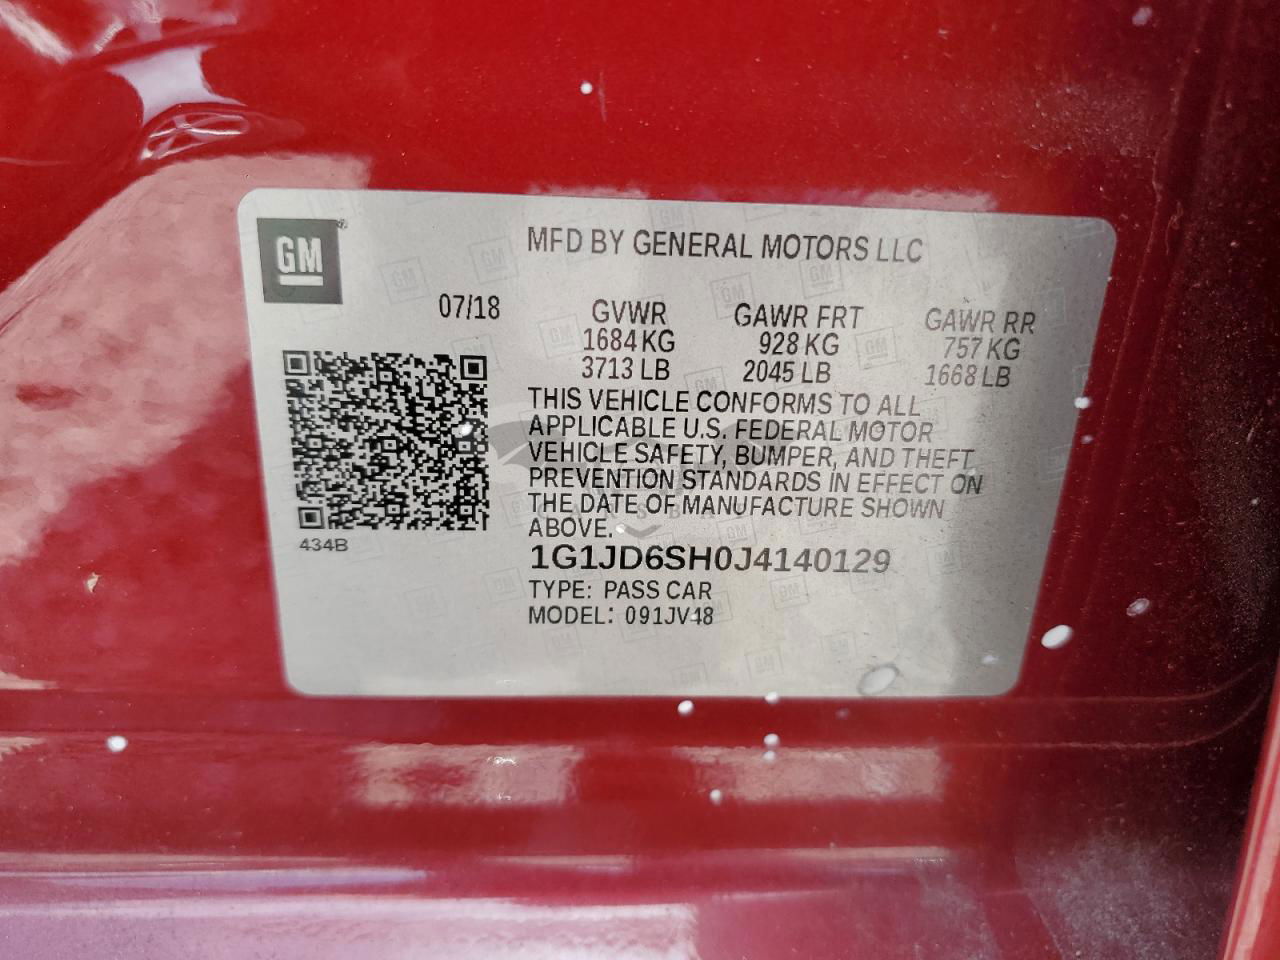 GM®
MFD BY GENERAL MOTORS LLC
07/18
GVWR GAWR FRT GAWR RR
1684 KG 928 KG 757 KG
3713 LB 2045 LB 1668 LB
THIS VEHICLE CONFORMS TO ALL
APPLICABLE U.S. FEDERAL MOTOR
VEHICLE SAFETY, BUMPER, AND THEFT
PREVENTION STANDARDS IN EFFECT ON
THE DATE OF MANUFACTURE SHOWN
ABOVE.
434B
1G1JD6SH0J4140129
TYPE: PASS CAR
MODEL: 091JV48